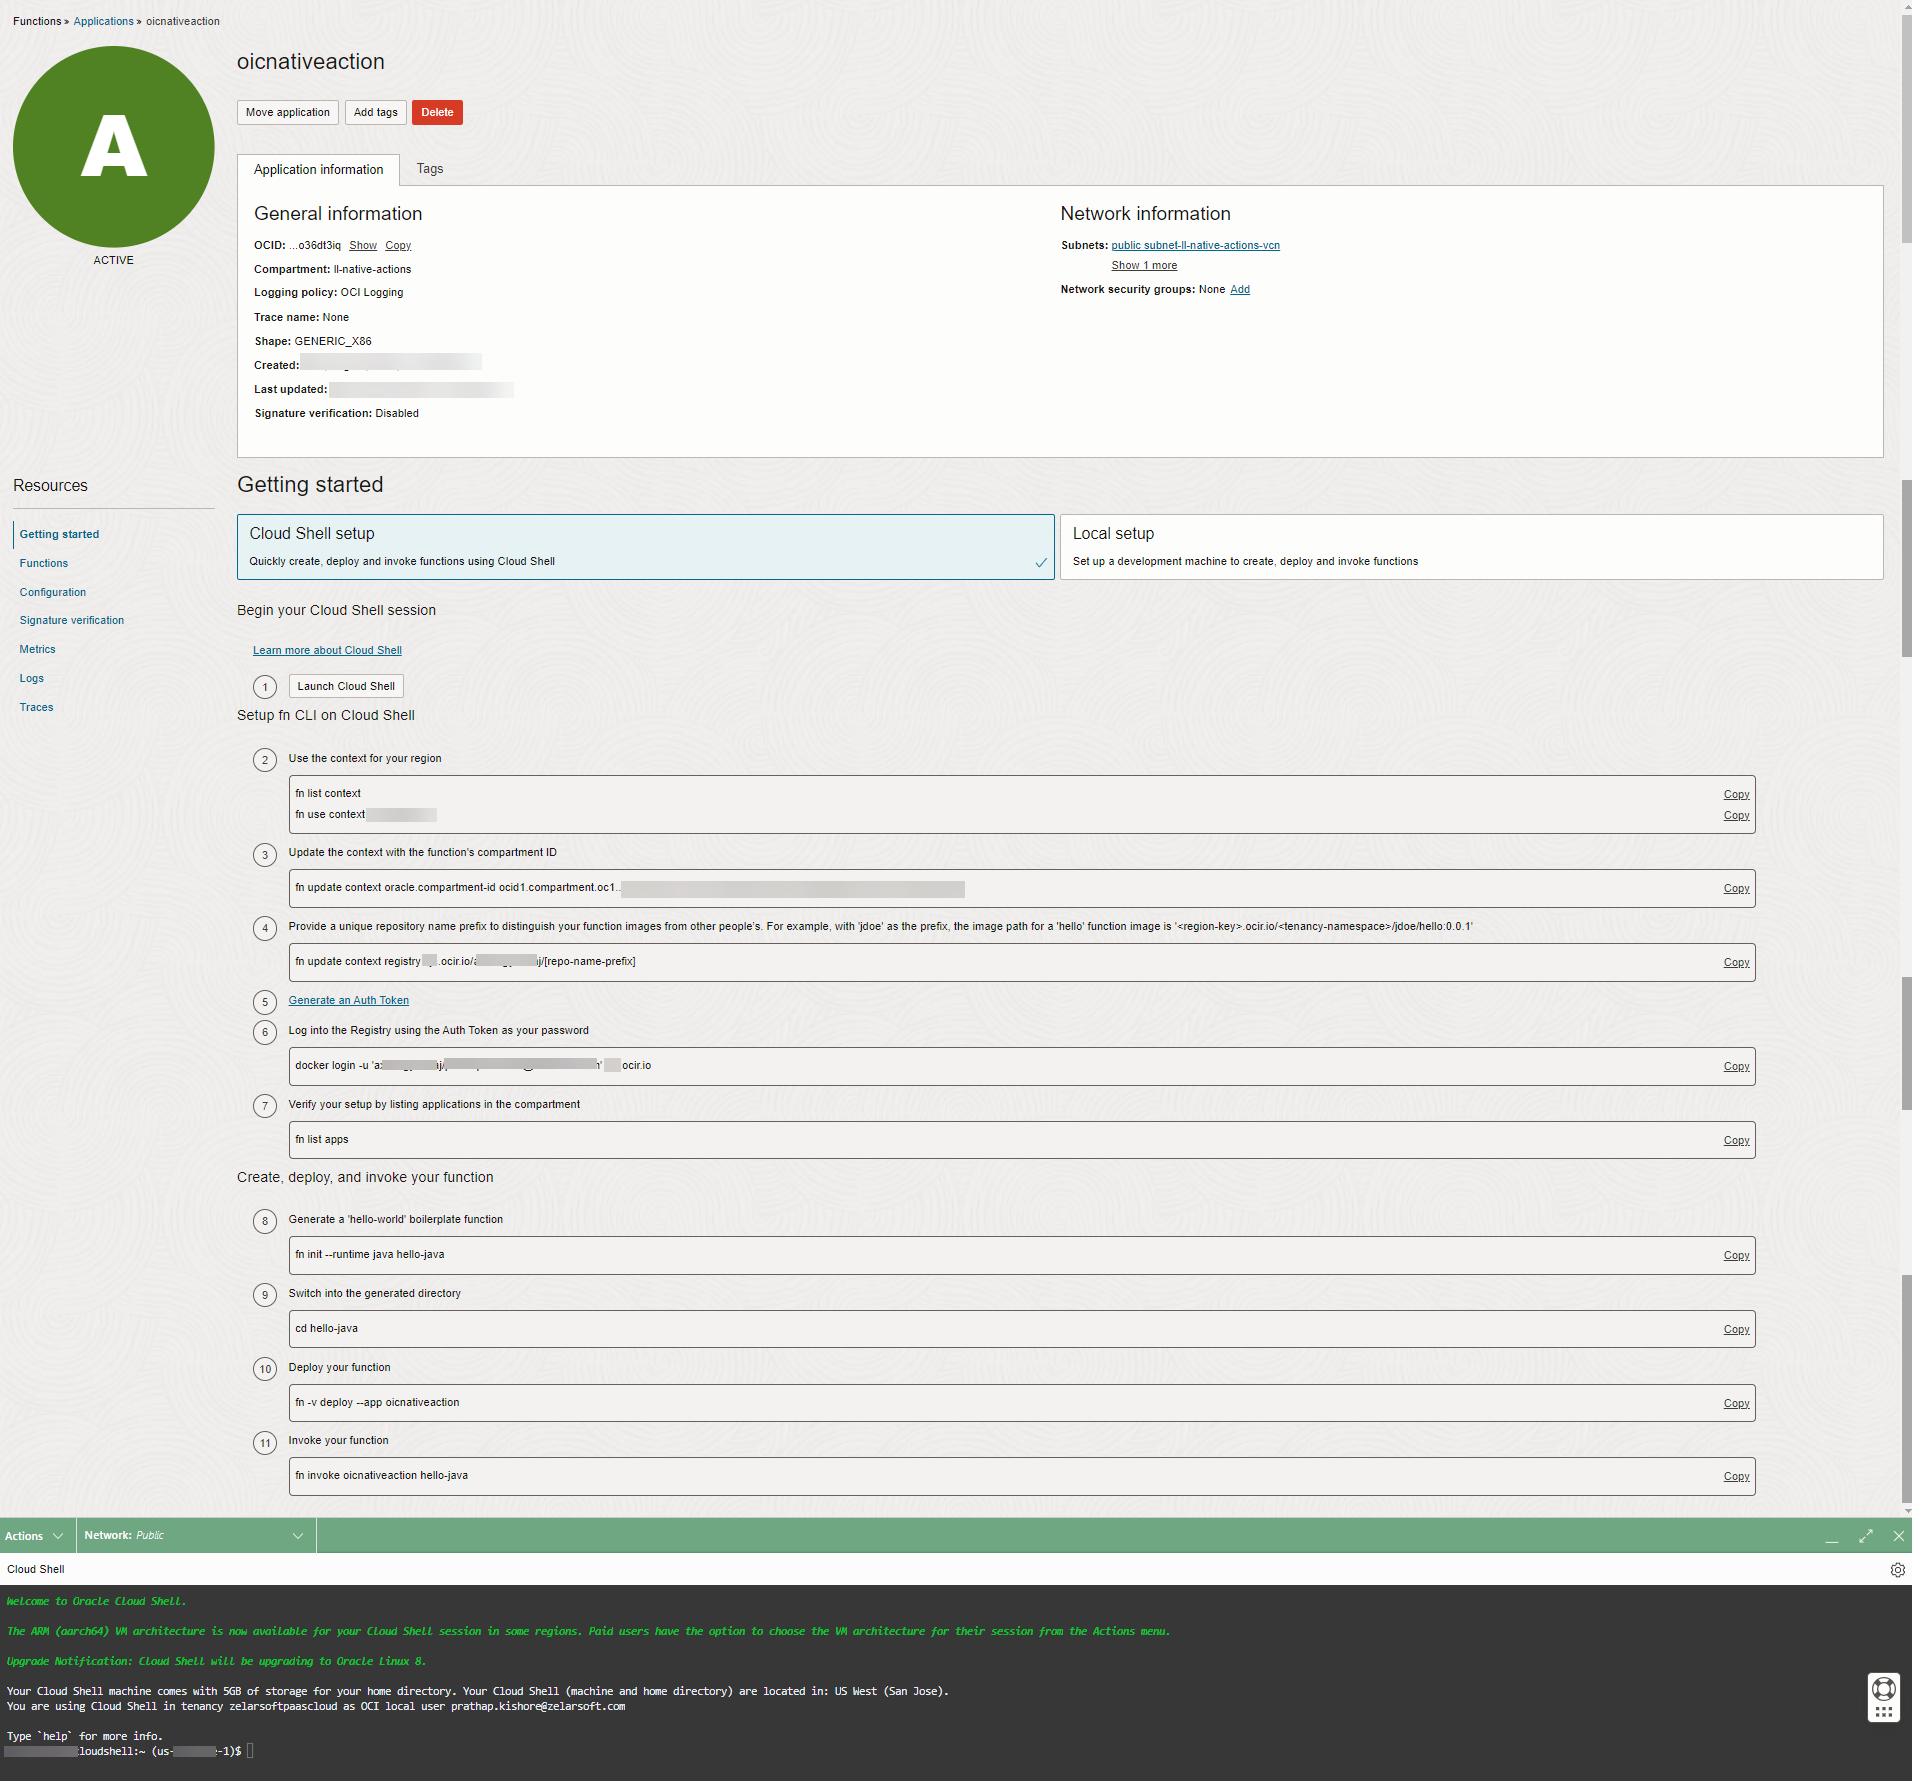 Functions » Applications » oicnativeaction
A
ACTIVE
oicnativeaction
Move application Add tags Delete
Application information Tags
General information
OCID: ...o36dt3iq Show Copy
Compartment: ll-native-actions
Logging policy: OCI Logging
Trace name: None
Shape: GENERIC_X86
Created:
Last updated:
Signature verification: Disabled
Network information
Subnets: public subnet-ll-native-actions-vcn
Show 1 more
Network security groups: None Add
Resources
Getting started
Functions
Configuration
Signature verification
Metrics
Logs
Traces
Getting started
Cloud Shell setup
Quickly create, deploy and invoke functions using Cloud Shell
Local setup
Set up a development machine to create, deploy and invoke functions
Begin your Cloud Shell session
Learn more about Cloud Shell
1 Launch Cloud Shell
Setup fn CLI on Cloud Shell
2 Use the context for your region
fn list context Copy
fn use context Copy
3 Update the context with the function's compartment ID
fn update context oracle.compartment-id ocid1.compartment.oc1.. Copy
4 Provide a unique repository name prefix to distinguish your function images from other people's. For example, with 'jdoe' as the prefix, the image path for a 'hello' function image is '<region-key>.ocir.io/<tenancy-namespace>/jdoe/hello:0.0.1'
fn update context registry .ocir.io/ j/[repo-name-prefix] Copy
5 Generate an Auth Token
6 Log into the Registry using the Auth Token as your password
docker login -u ' ' ocir.io Copy
7 Verify your setup by listing applications in the compartment
fn list apps Copy
Create, deploy, and invoke your function
8 Generate a 'hello-world' boilerplate function
fn init --runtime java hello-java Copy
9 Switch into the generated directory
cd hello-java Copy
10 Deploy your function
fn -v deploy --app oicnativeaction Copy
11 Invoke your function
fn invoke oicnativeaction hello-java Copy
Actions Network: Public
Cloud Shell
Welcome to Oracle Cloud Shell.
The ARM (aarch64) VM architecture is now available for your Cloud Shell session in some regions. Paid users have the option to choose the VM architecture for their session from the Actions menu.
Upgrade Notification: Cloud Shell will be upgrading to Oracle Linux 8.
Your Cloud Shell machine comes with 5GB of storage for your home directory. Your Cloud Shell (machine and home directory) are located in: US West (San Jose).
You are using Cloud Shell in tenancy zelarsoftpaascloud as OCI local user prathap.kishore@zelarsoft.com
Type `help` for more info.
loudshell:~ (us- -1)$